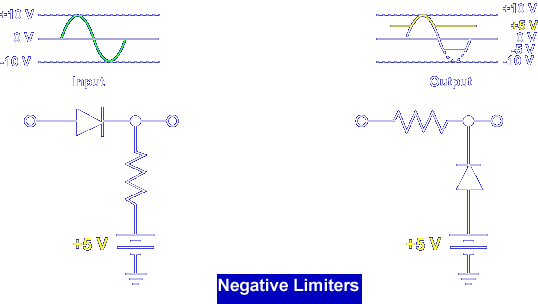 +10 V
0 V
-10 V
Input
+10 V
+5 V
0 V
-5 V
-10 V
Output
+5 V
+5 V
Negative Limiters